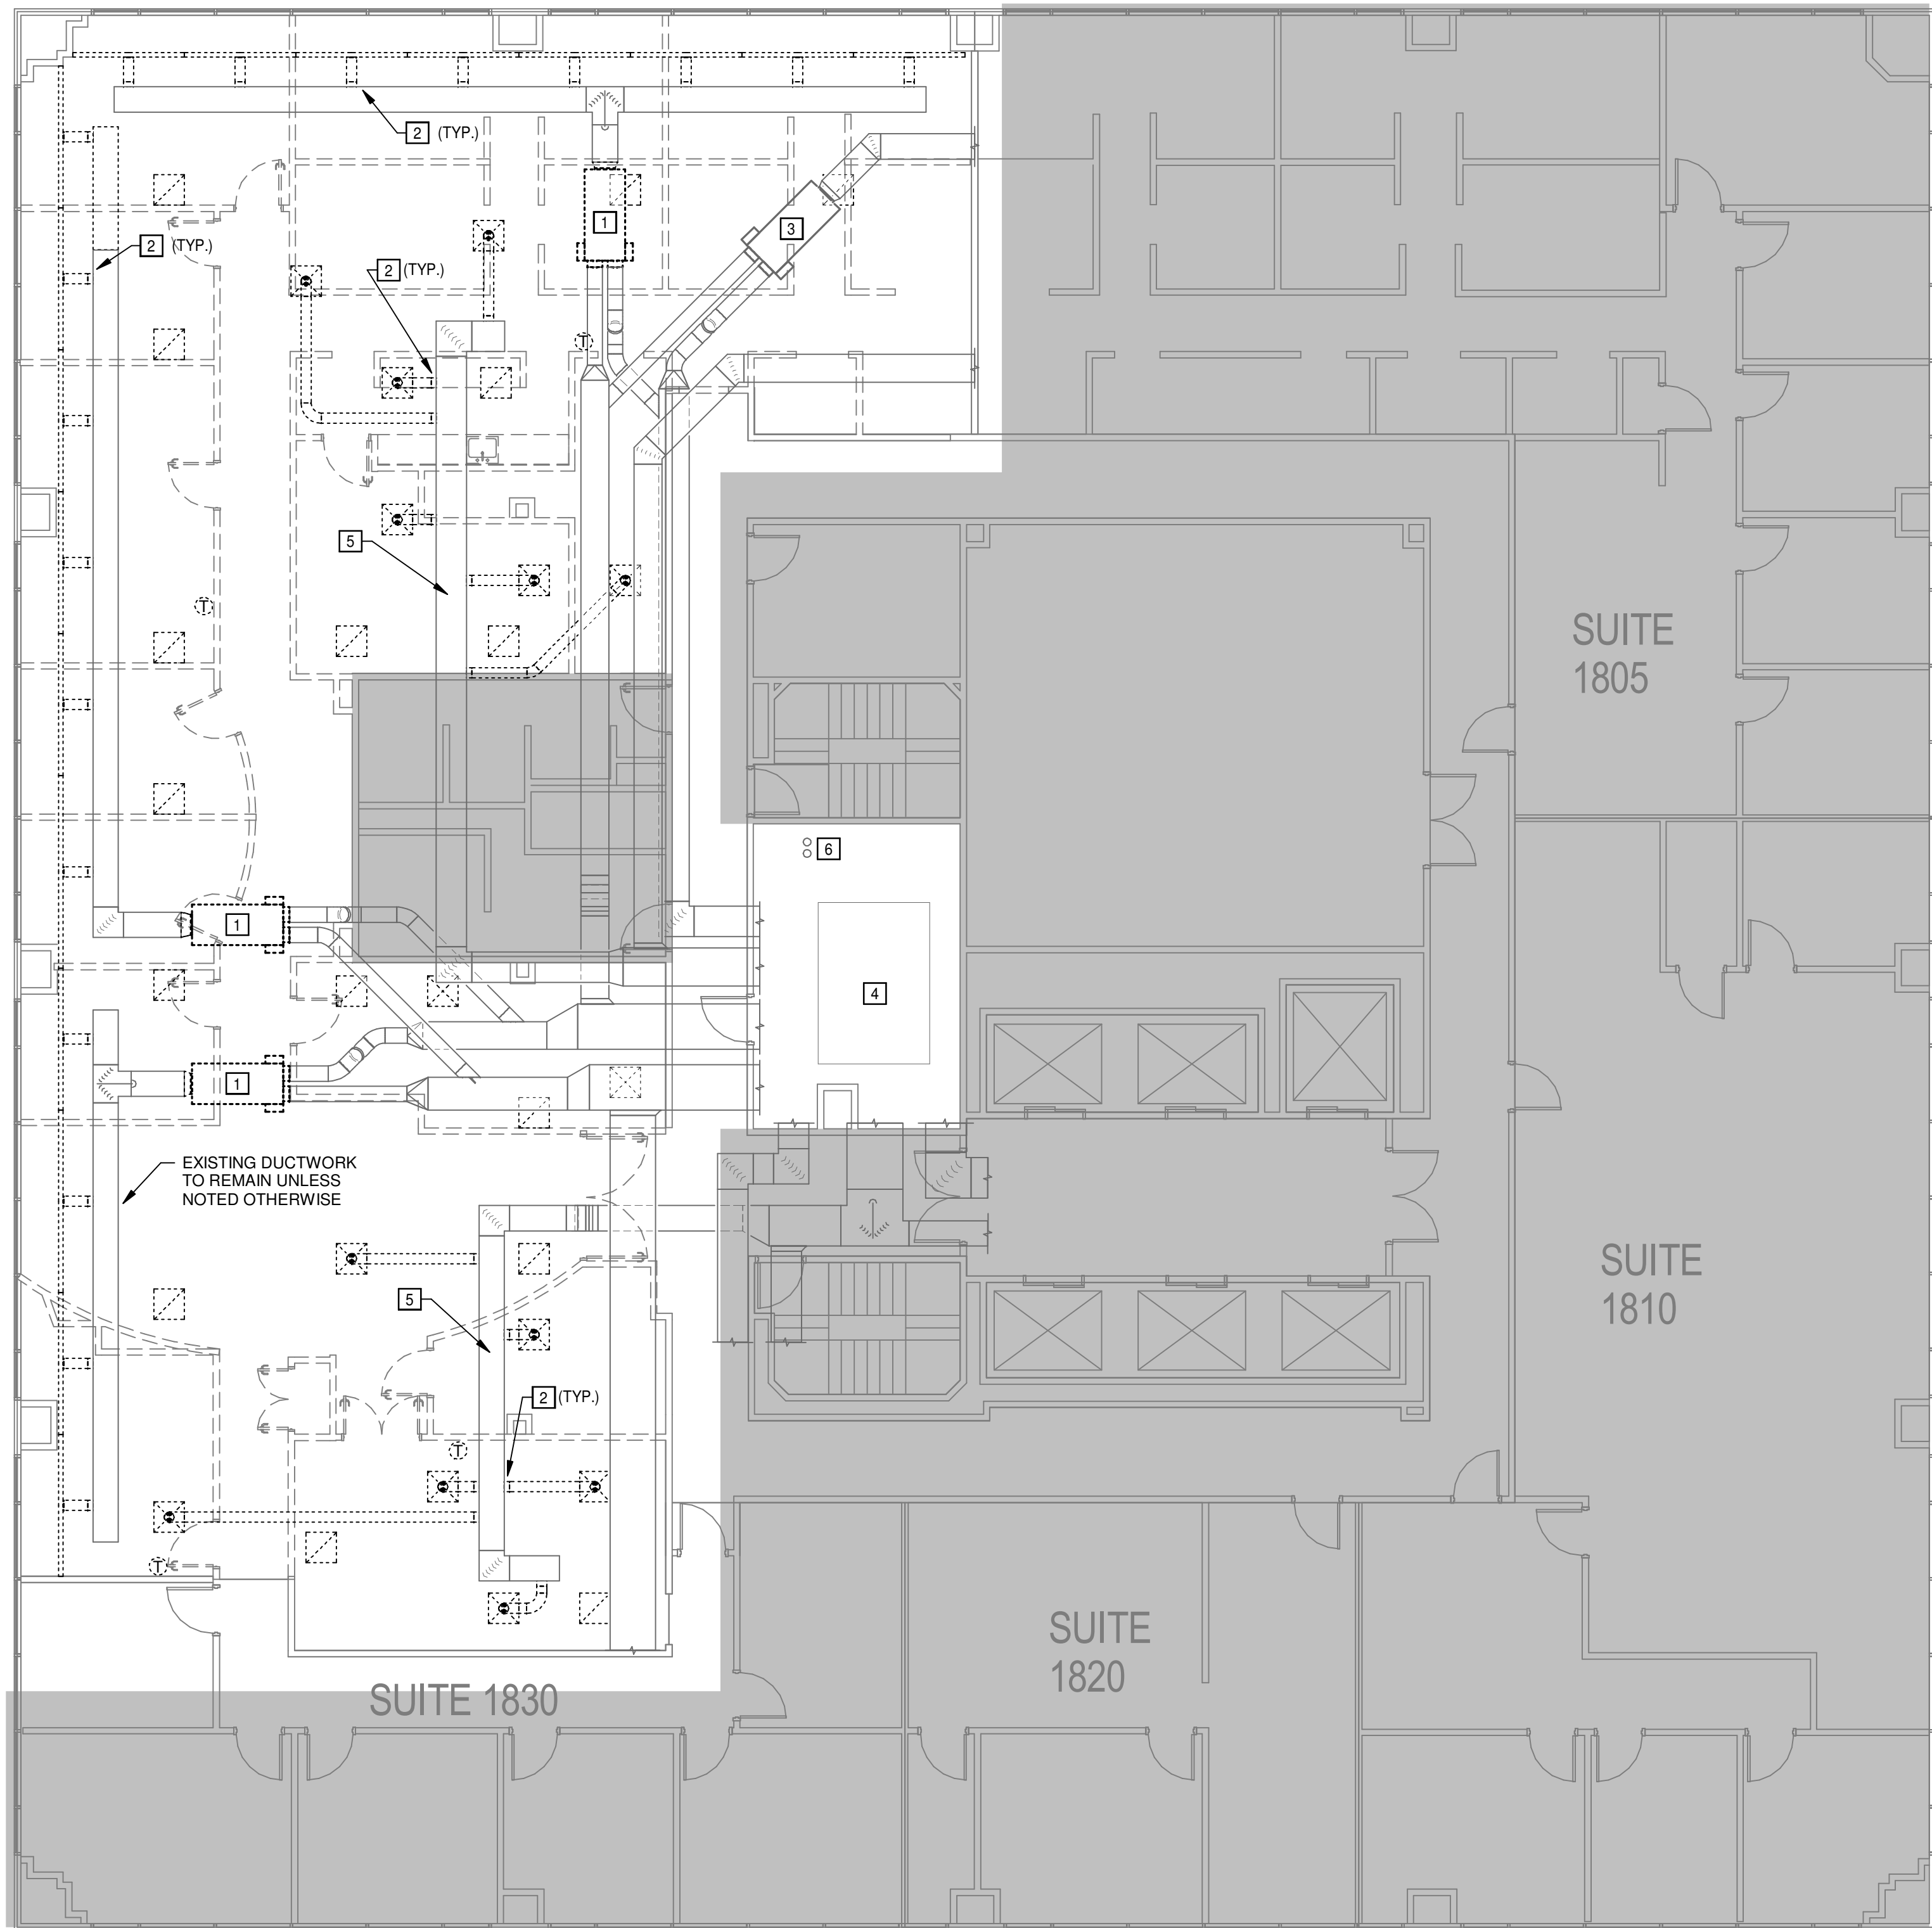 2 (TYP.)
1
3
2 (TYP.)
2 (TYP.)
T
5
T
SUITE
1805
6
1
4
1
EXISTING DUCTWORK
TO REMAIN UNLESS
NOTED OTHERWISE
SUITE
1810
5
2 (TYP.)
T
T
SUITE
1820
SUITE 1830